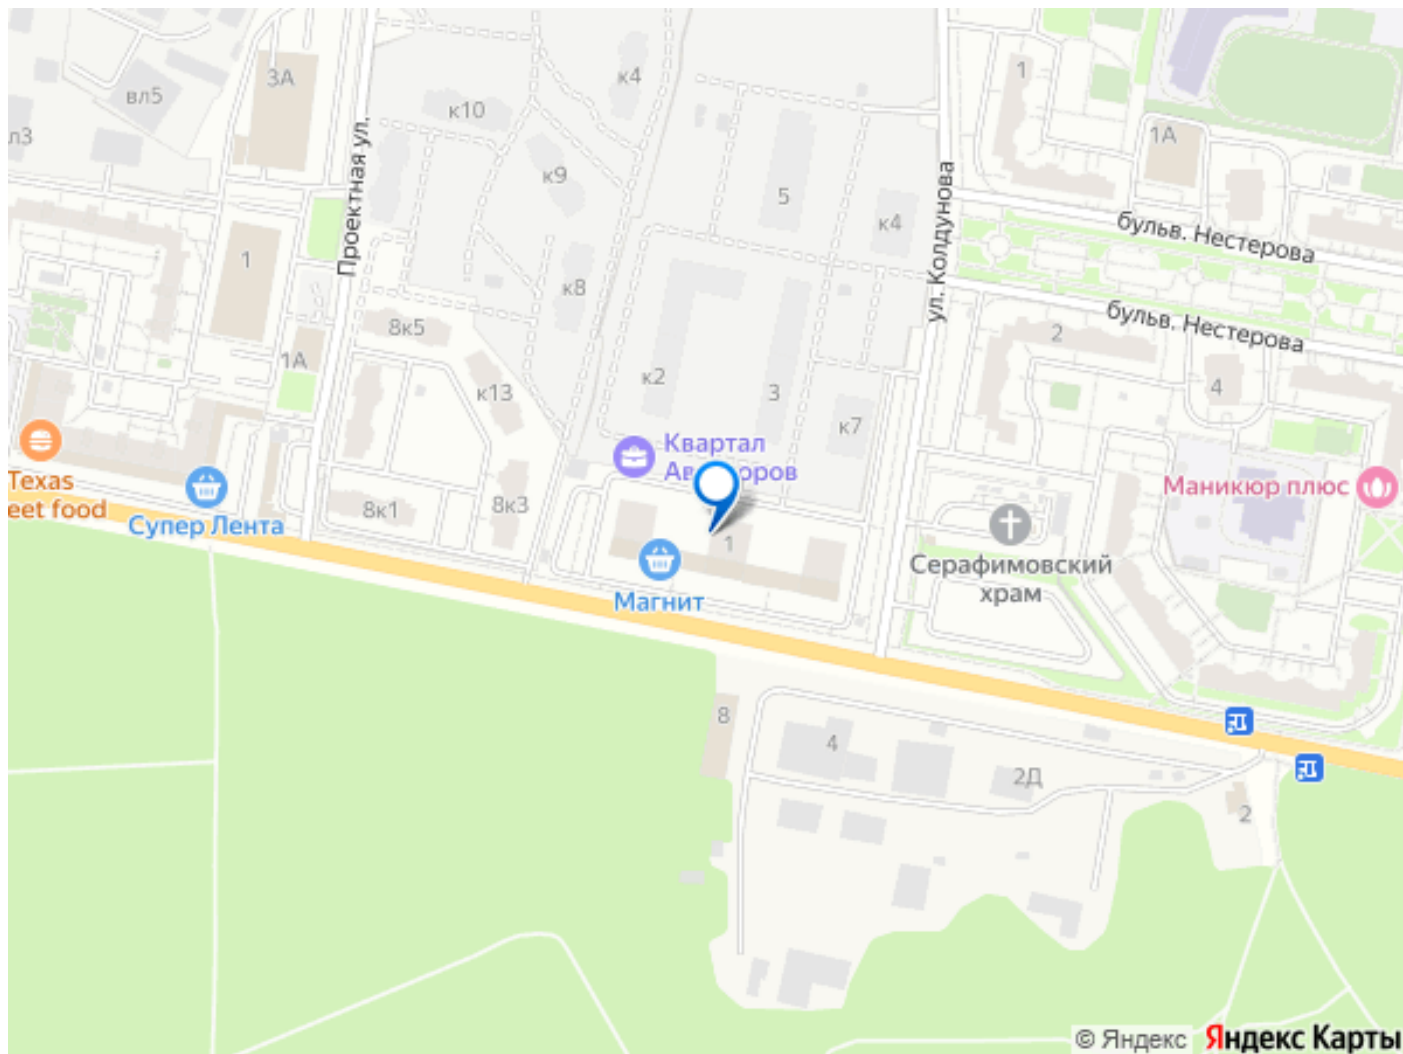 3А
вл5
к10
к4
1
1А
л3
к9
5
к4
Проектная ул.
ул. Колдунова
бульв. Нестерова
1
к8
бульв. Нестерова
8к5
2
1А
к2
к13
3
4
к7
Квартал
Texas
eet food
Супер Лента
8к1
8к3
Маникюр плюс
1
Серафимовский
храм
Магнит
8
4
2Д
2
© Яндекс
Яндекс Карты